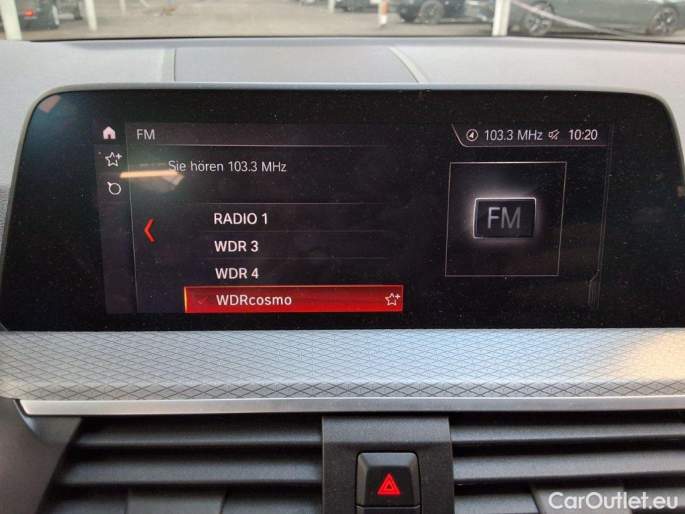 FM
103.3 MHz 10:20
Sie hören 103.3 MHz
RADIO 1
WDR 3
WDR 4
WDRcosmo
FM
CarOutlet.eu